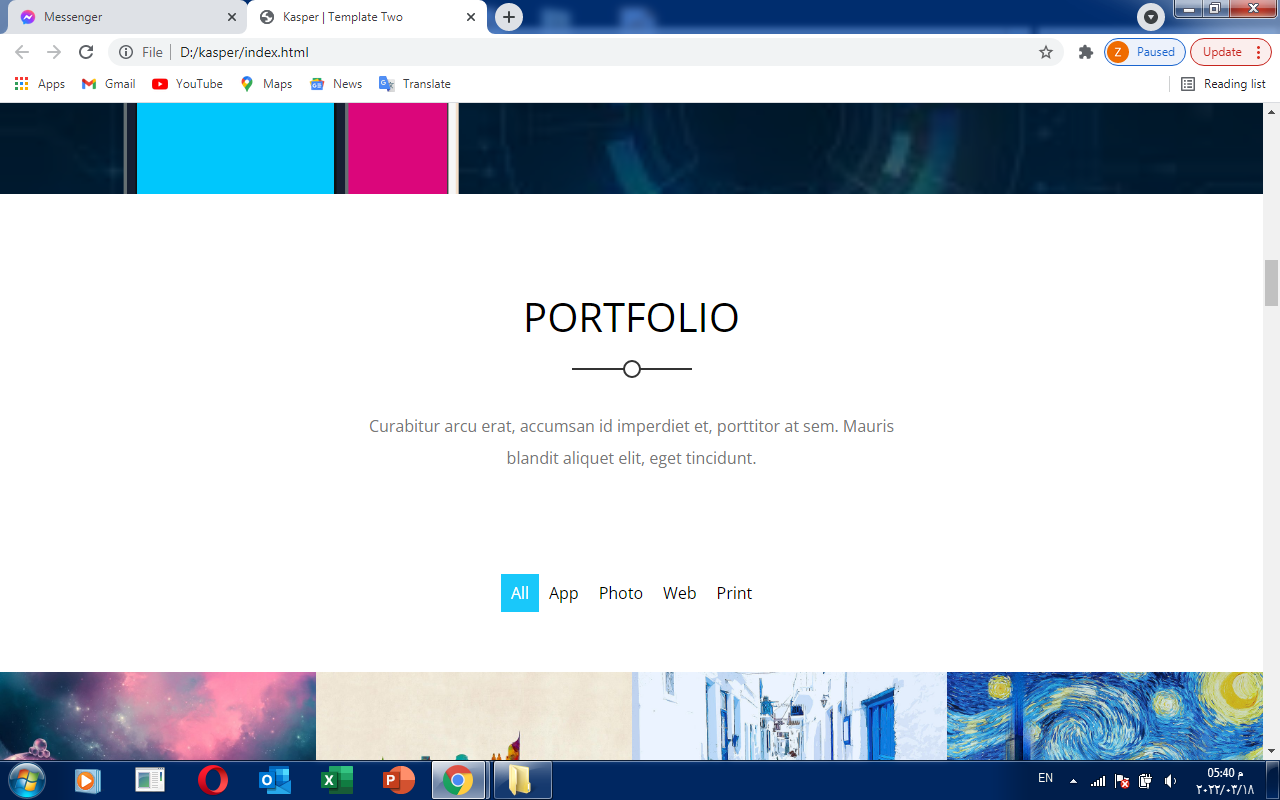 Messenger
Kasper | Template Two
File
D:/kasper/index.html
Z Paused
Update
Apps
Gmail
YouTube
Maps
News
Translate
Reading list
PORTFOLIO
Curabitur arcu erat, accumsan id imperdiet et, porttitor at sem. Mauris
blandit aliquet elit, eget tincidunt.
All App Photo Web Print
EN
05:40 م
٢٠٢٢/٠٣/١٨